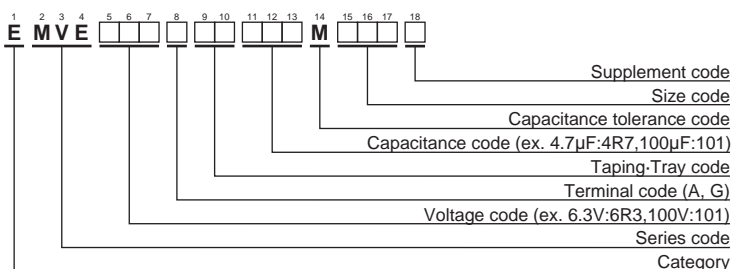 1 2 3 4 5 6 7 8 9 10 11 12 13 14 15 16 17 18
E MVE □□□ □ □□ □□□ M □□□ □
Supplement code
Size code
Capacitance tolerance code
Capacitance code (ex. 4.7µF:4R7,100µF:101)
Taping·Tray code
Terminal code (A, G)
Voltage code (ex. 6.3V:6R3,100V:101)
Series code
Category